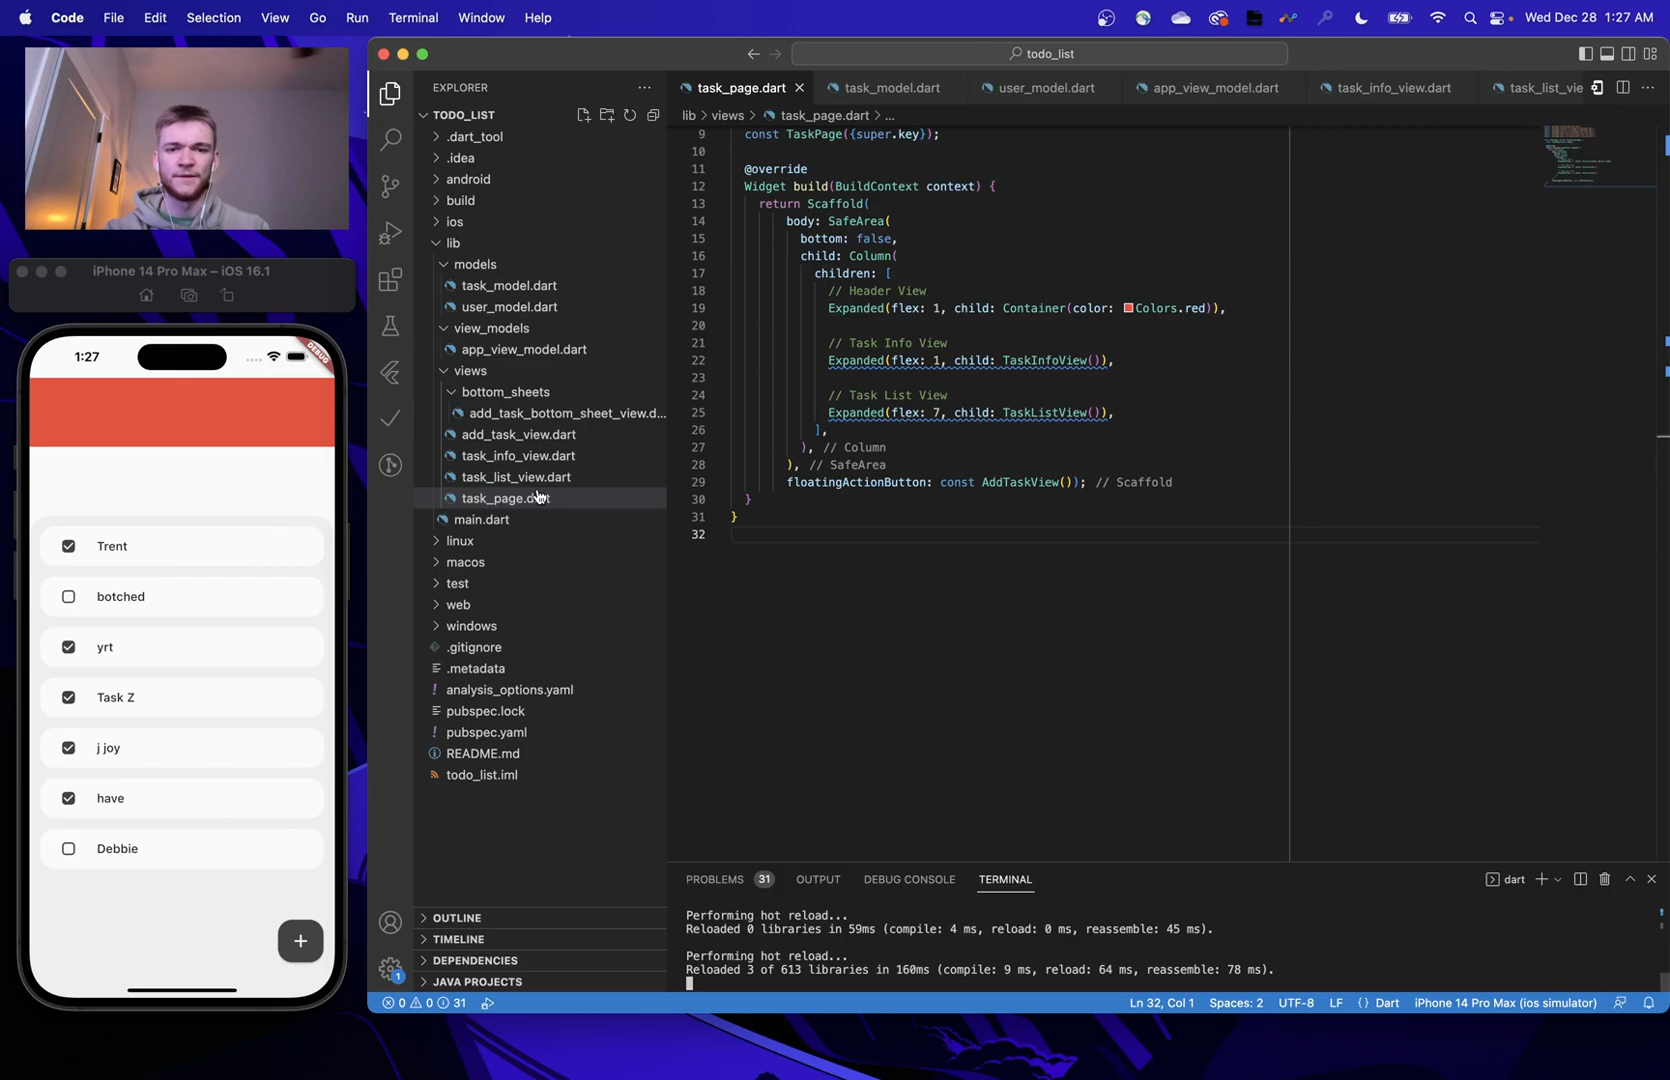 Code File Edit Selection View Go Run Terminal Window Help
Wed Dec 28 1:27 AM
todo_list
EXPLORER
task_page.dart
task_model.dart
user_model.dart
app_view_model.dart
task_info_view.dart
task_list_vie
TODO_LIST
lib > views > task_page.dart > ...
.dart_tool
.idea
android
build
ios
lib
models
task_model.dart
user_model.dart
view_models
app_view_model.dart
views
bottom_sheets
add_task_bottom_sheet_view.d...
add_task_view.dart
task_info_view.dart
task_list_view.dart
task_page.dart
main.dart
linux
macos
test
web
windows
.gitignore
.metadata
analysis_options.yaml
pubspec.lock
pubspec.yaml
README.md
todo_list.iml
OUTLINE
TIMELINE
DEPENDENCIES
JAVA PROJECTS
9 const TaskPage({super.key});
10
11 @override
12 Widget build(BuildContext context) {
13 return Scaffold(
14 body: SafeArea(
15 bottom: false,
16 child: Column(
17 children: [
18 // Header View
19 Expanded(flex: 1, child: Container(color: Colors.red)),
20
21 // Task Info View
22 Expanded(flex: 1, child: TaskInfoView()),
23
24 // Task List View
25 Expanded(flex: 7, child: TaskListView()),
26 ],
27 ), // Column
28 ), // SafeArea
29 floatingActionButton: const AddTaskView()); // Scaffold
30 }
31 }
32
PROBLEMS 31 OUTPUT DEBUG CONSOLE TERMINAL
dart
Performing hot reload...
Reloaded 0 libraries in 59ms (compile: 4 ms, reload: 0 ms, reassemble: 45 ms).
Performing hot reload...
Reloaded 3 of 613 libraries in 160ms (compile: 9 ms, reload: 64 ms, reassemble: 78 ms).
1
0 0 31
Ln 32, Col 1 Spaces: 2 UTF-8 LF {} Dart iPhone 14 Pro Max (ios simulator)
iPhone 14 Pro Max – iOS 16.1
1:27
DEBUG
Trent
botched
yrt
Task Z
j joy
have
Debbie
+